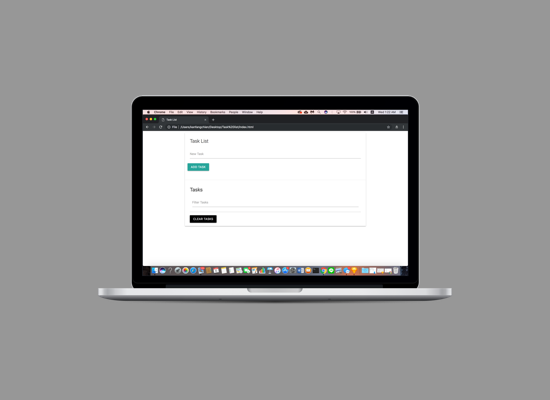 Chrome File Edit View History Bookmarks People Window Help
Task List
Task List
New Task
ADD TASK
Tasks
Filter Tasks
CLEAR TASKS